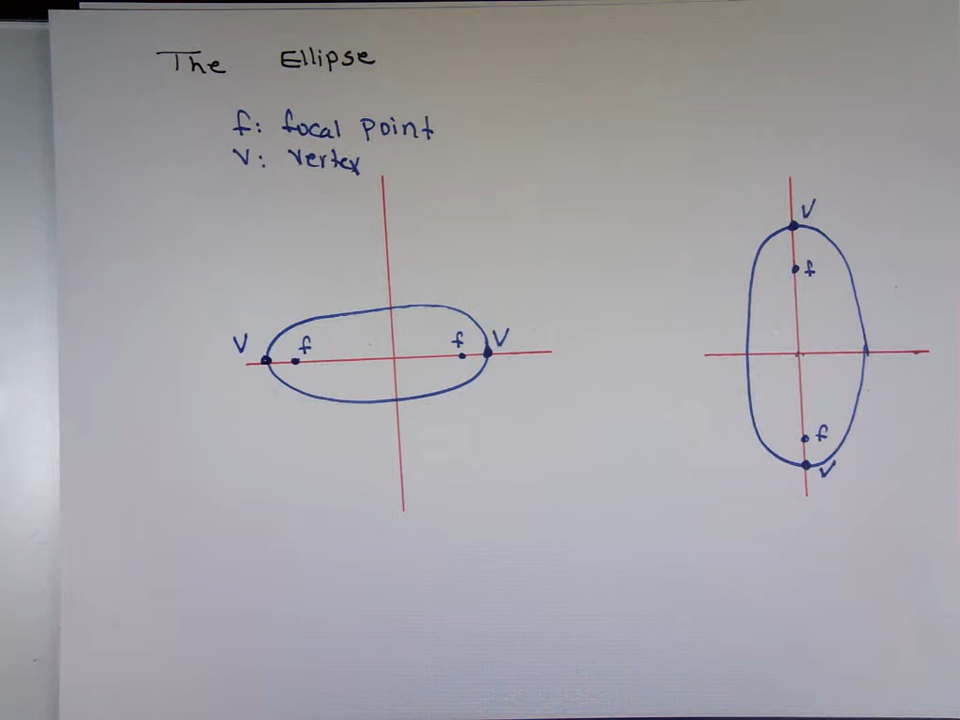 The Ellipse
f: focal point
v: vertex
V
V f f V
f
f
V